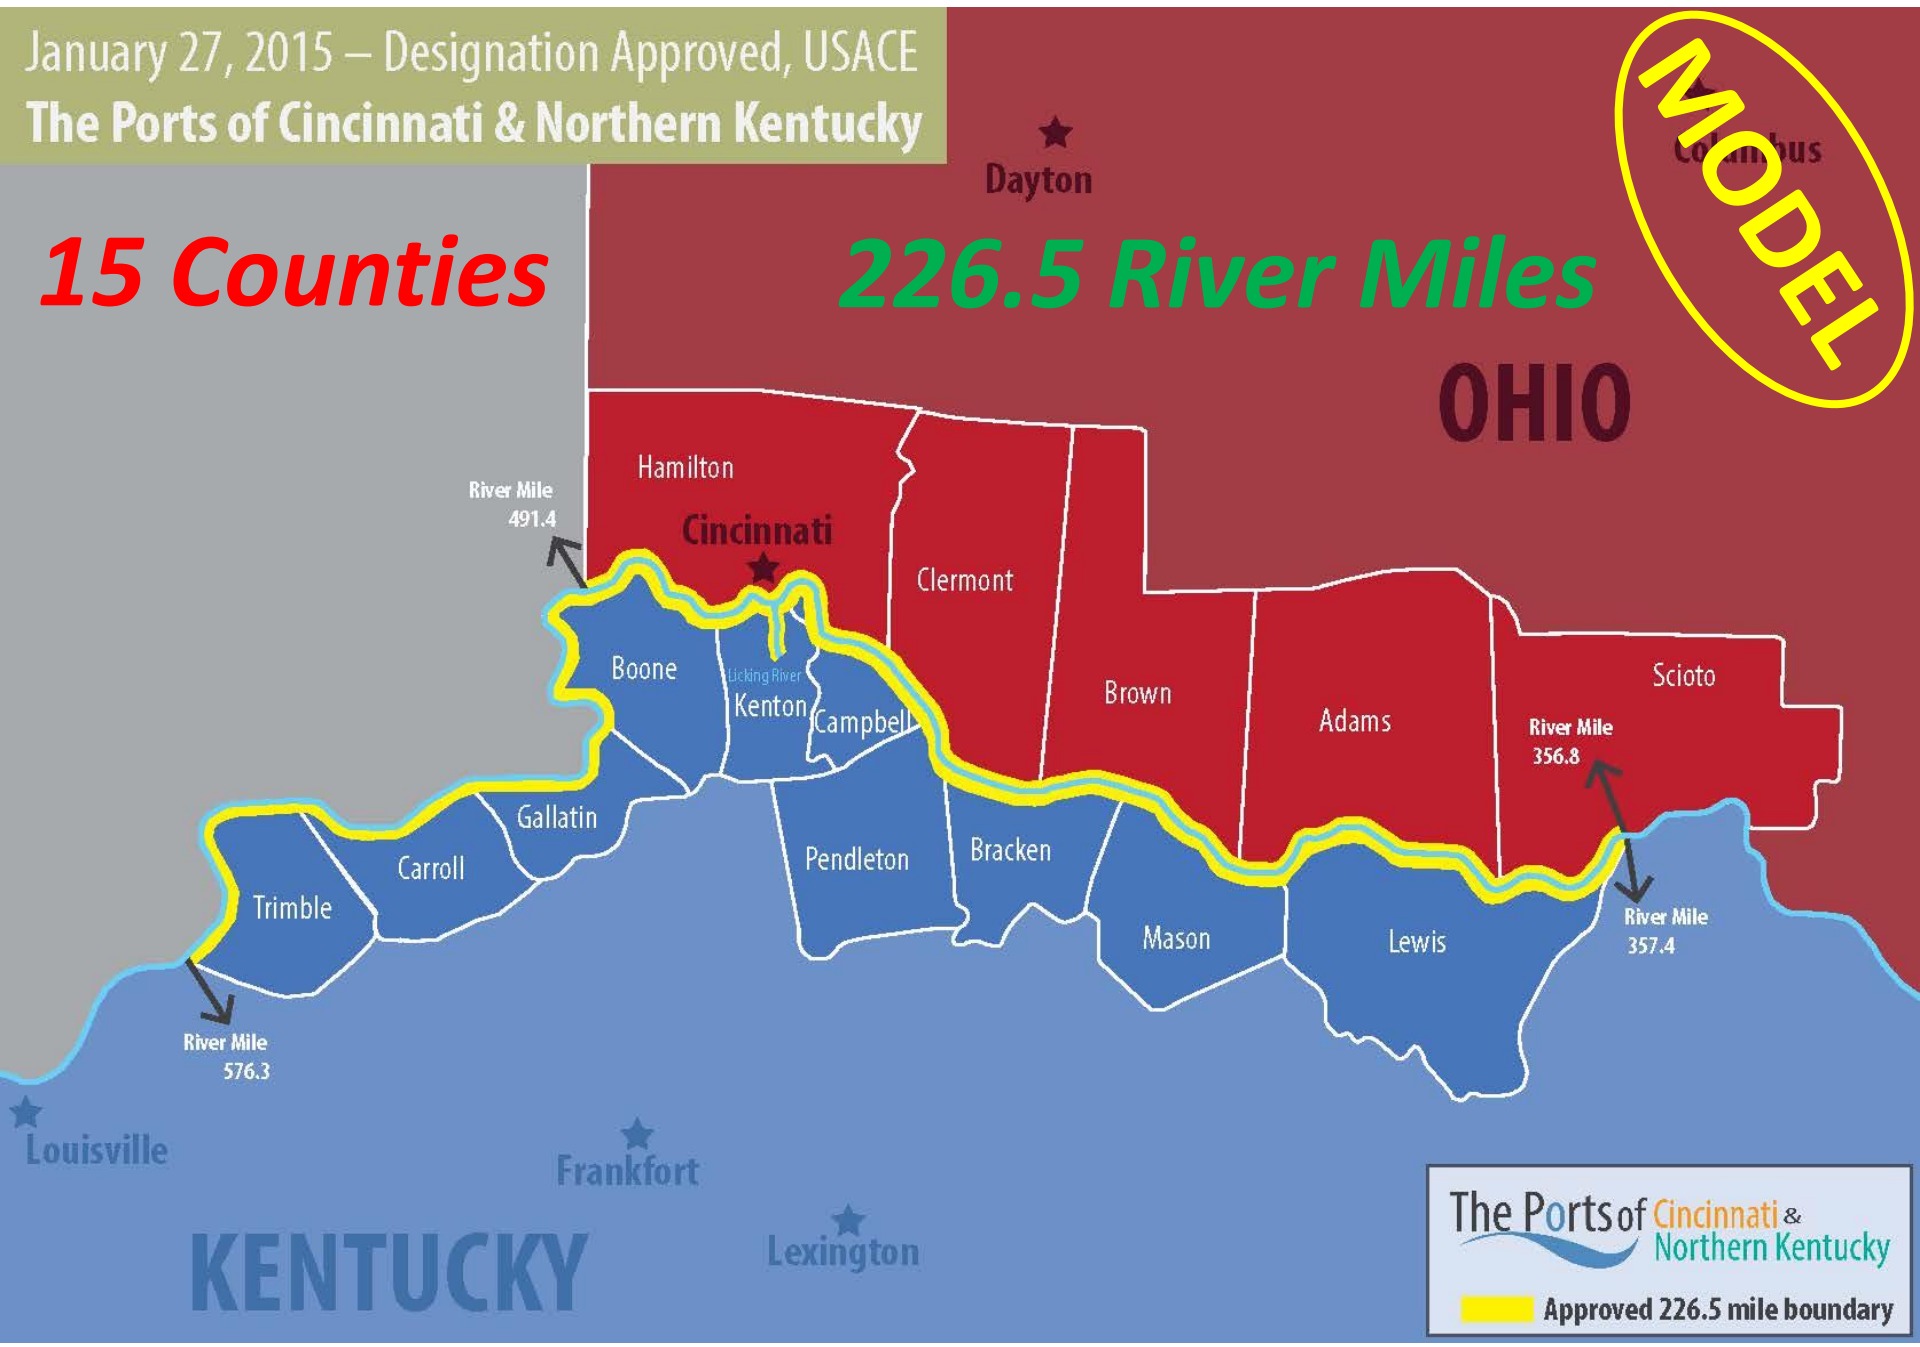 January 27, 2015 – Designation Approved, USACE
The Ports of Cincinnati & Northern Kentucky
MODEL
Columbus
Dayton
15 Counties
226.5 River Miles
OHIO
Hamilton
River Mile
491.4
Cincinnati
Clermont
Boone
Licking River
Kenton
Campbell
Brown
Adams
Scioto
River Mile
356.8
Gallatin
Carroll
Trimble
Pendleton
Bracken
Mason
Lewis
River Mile
357.4
River Mile
576.3
Louisville
Frankfort
Lexington
KENTUCKY
The Ports of Cincinnati &
Northern Kentucky
Approved 226.5 mile boundary